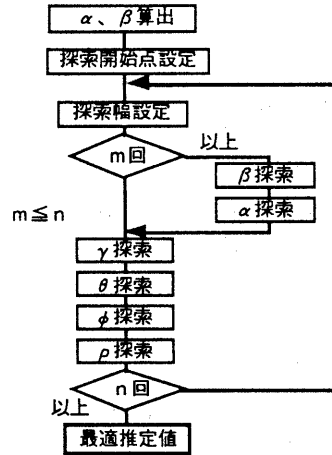 α、β算出
探索開始点設定
探索幅設定
m回
以上
β探索
α探索
m≦n
γ探索
θ探索
φ探索
ρ探索
n回
以上
最適推定値